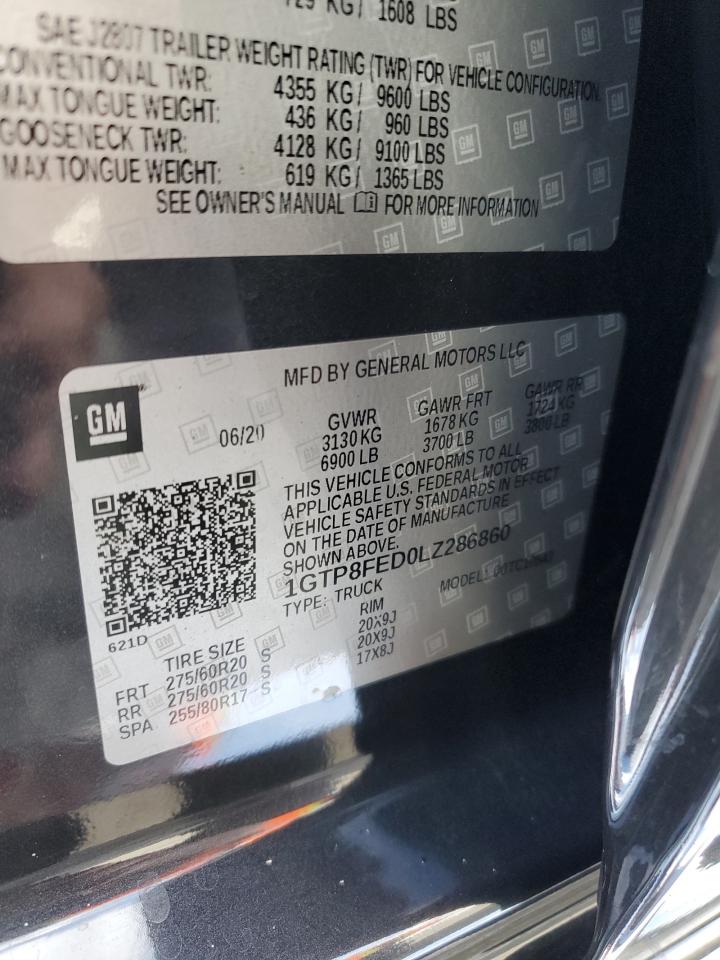 729 KG/ 1608 LBS
SAE J2807 TRAILER WEIGHT RATING (TWR) FOR VEHICLE CONFIGURATION.
CONVENTIONAL TWR: 4355 KG/ 9600 LBS
MAX TONGUE WEIGHT: 436 KG/ 960 LBS
GOOSENECK TWR: 4128 KG/ 9100 LBS
MAX TONGUE WEIGHT: 619 KG/ 1365 LBS
SEE OWNER'S MANUAL FOR MORE INFORMATION
MFD BY GENERAL MOTORS LLC
GM
06/20
GVWR GAWR FRT GAWR RR
3130 KG 1678 KG 1724 KG
6900 LB 3700 LB 3800 LB
THIS VEHICLE CONFORMS TO ALL
APPLICABLE U.S. FEDERAL MOTOR
VEHICLE SAFETY STANDARDS IN EFFECT
ON THE DATE OF MANUFACTURE
SHOWN ABOVE.
1GTP8FED0LZ286860
TYPE: TRUCK MODEL:
621D
TIRE SIZE RIM
FRT 275/60R20 S 20X9J
RR 275/60R20 S 20X9J
SPA 255/80R17 S 17X8J